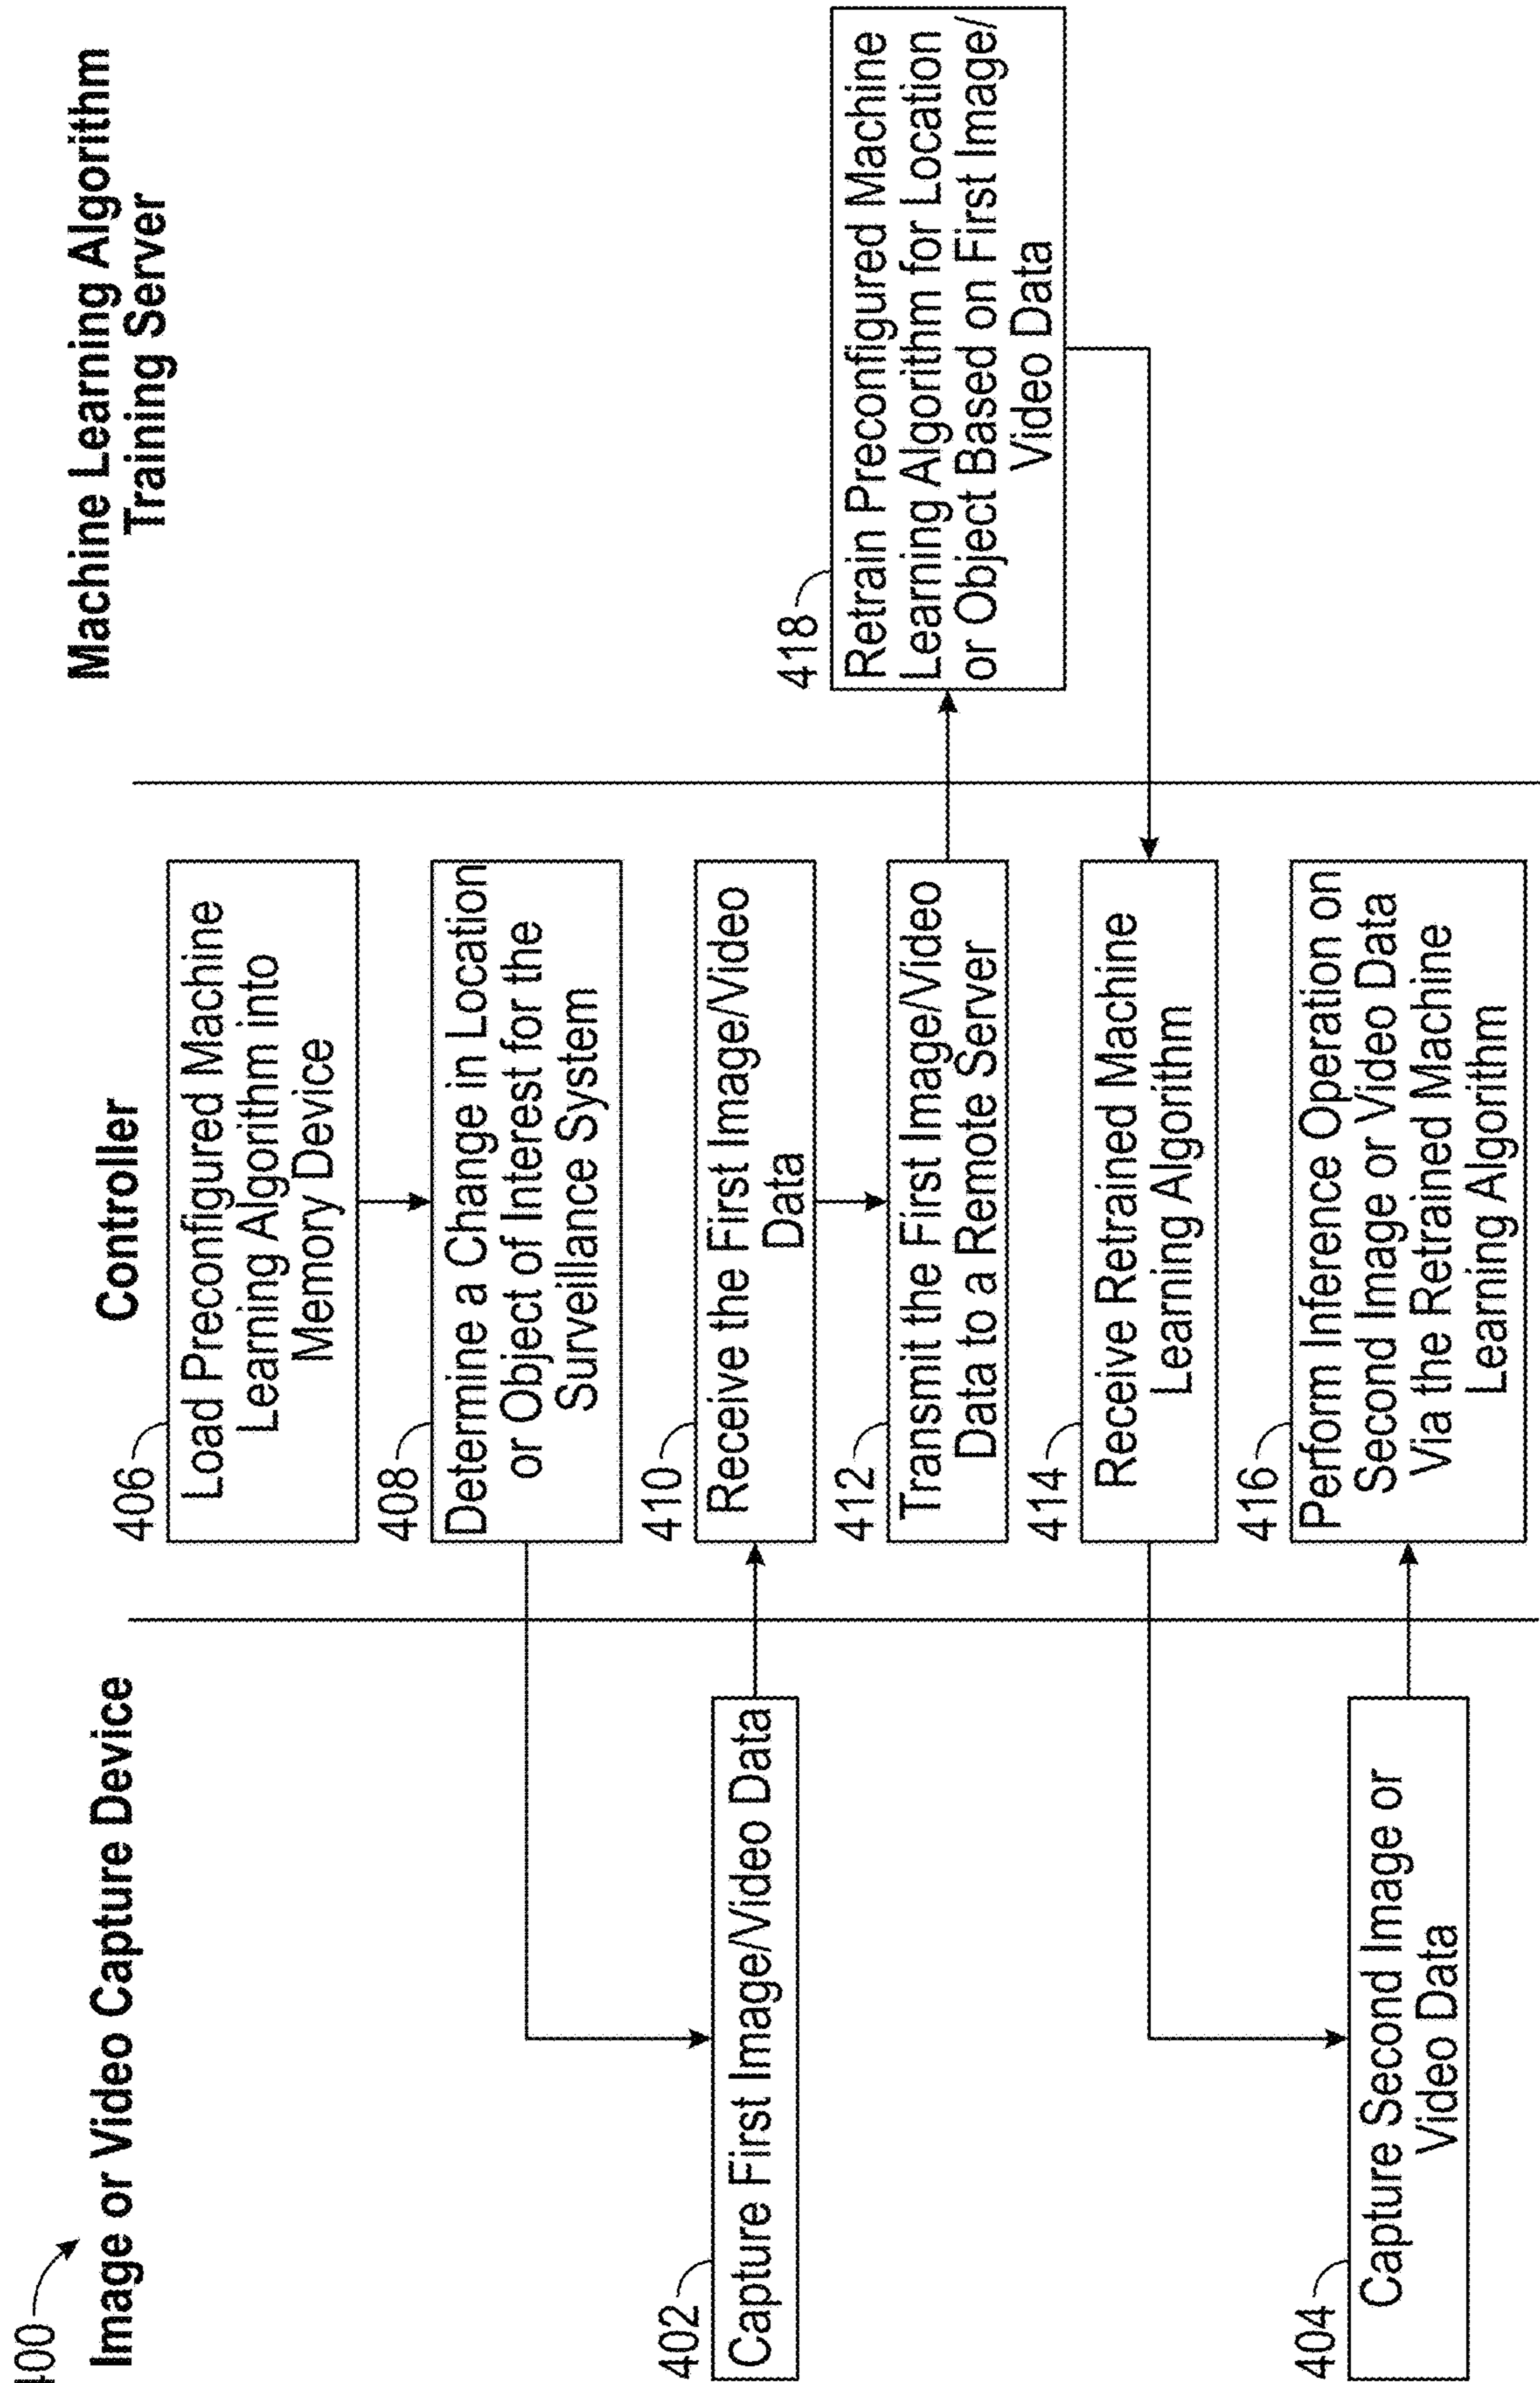 400
Image or Video Capture Device
Controller
Machine Learning Algorithm
Training Server
406
Load Preconfigured Machine
Learning Algorithm into
Memory Device
408
Determine a Change in Location
or Object of Interest for the
Surveillance System
402
Capture First Image/Video Data
410
Receive the First Image/Video
Data
412
Transmit the First Image/Video
Data to a Remote Server
418
Retrain Preconfigured Machine
Learning Algorithm for Location
or Object Based on First Image/
Video Data
414
Receive Retrained Machine
Learning Algorithm
404
Capture Second Image or
Video Data
416
Perform Inference Operation on
Second Image or Video Data
Via the Retrained Machine
Learning Algorithm